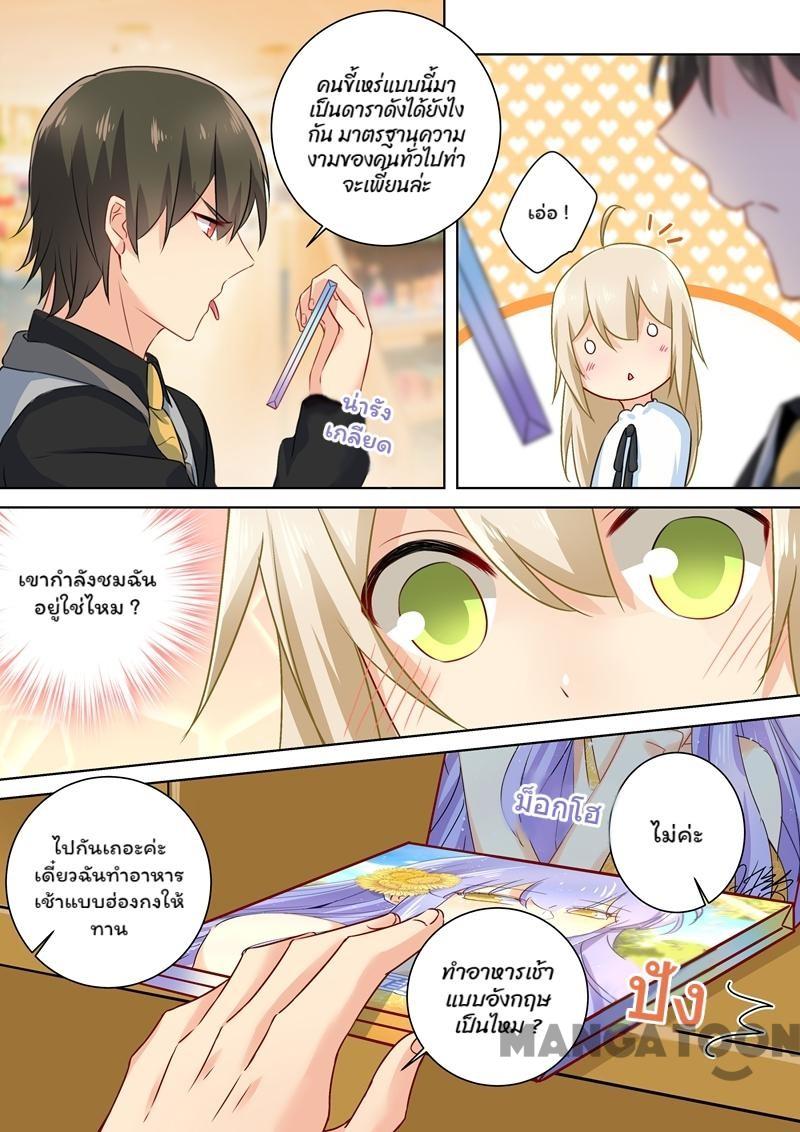 คนขี้เหร่แบบนี้มา
เป็นดาราดังได้ยังไง
กัน มาตรฐานความ
งามของคนทั่วไปท่า
จะเพี้ยนล่ะ
น่ารัง
เกลียด
เอ่อ !
เขากำลังชมฉัน
อยู่ใช่ไหม ?
ม็อกโฮ
ไม่ค่ะ
ไปกันเถอะค่ะ
เดี๋ยวฉันทำอาหาร
เช้าแบบฮ่องกงให้
ทาน
ทำอาหารเช้า
แบบอังกฤษ
เป็นไหม ?
ปัง
MANGATOON